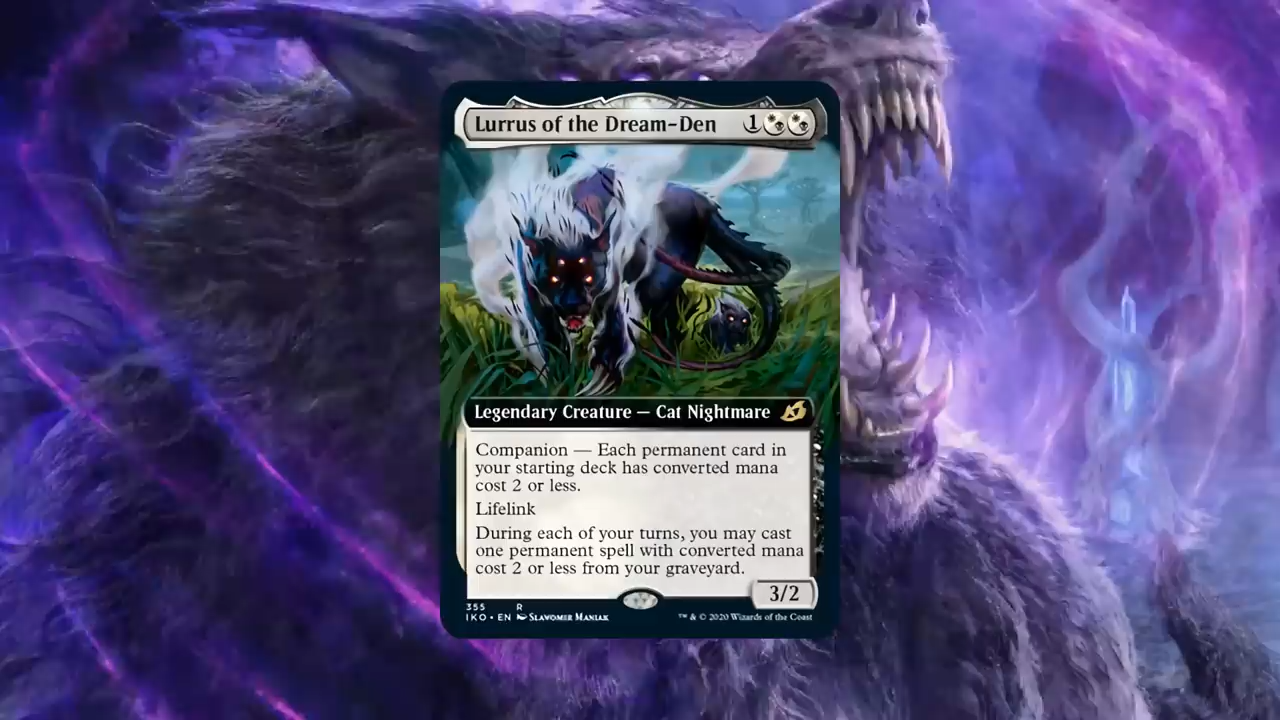 Lurrus of the Dream-Den 1
Legendary Creature — Cat Nightmare
Companion — Each permanent card in
your starting deck has converted mana
cost 2 or less.
Lifelink
During each of your turns, you may cast
one permanent spell with converted mana
cost 2 or less from your graveyard.
3/2
355 R
IKO • EN SLAWOMIR MANIAK ™ & © 2020 Wizards of the Coast